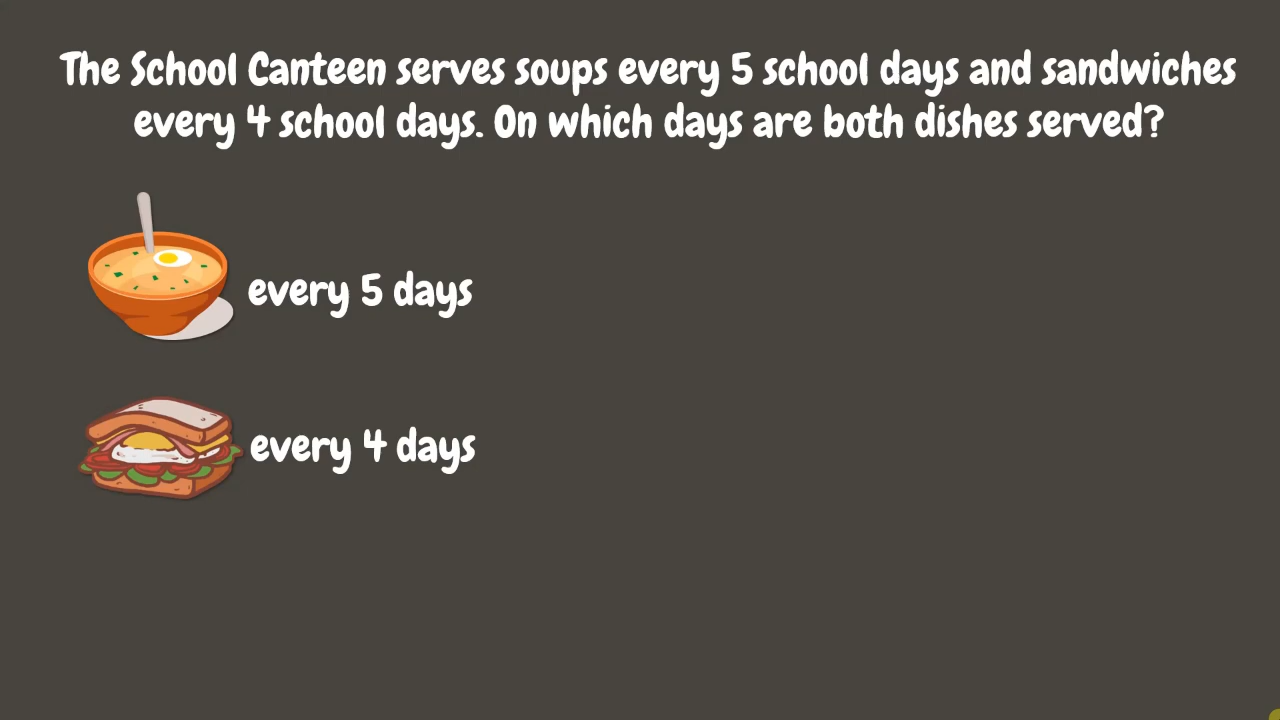 The School Canteen serves soups every 5 school days and sandwiches
every 4 school days. On which days are both dishes served?
every 5 days
every 4 days